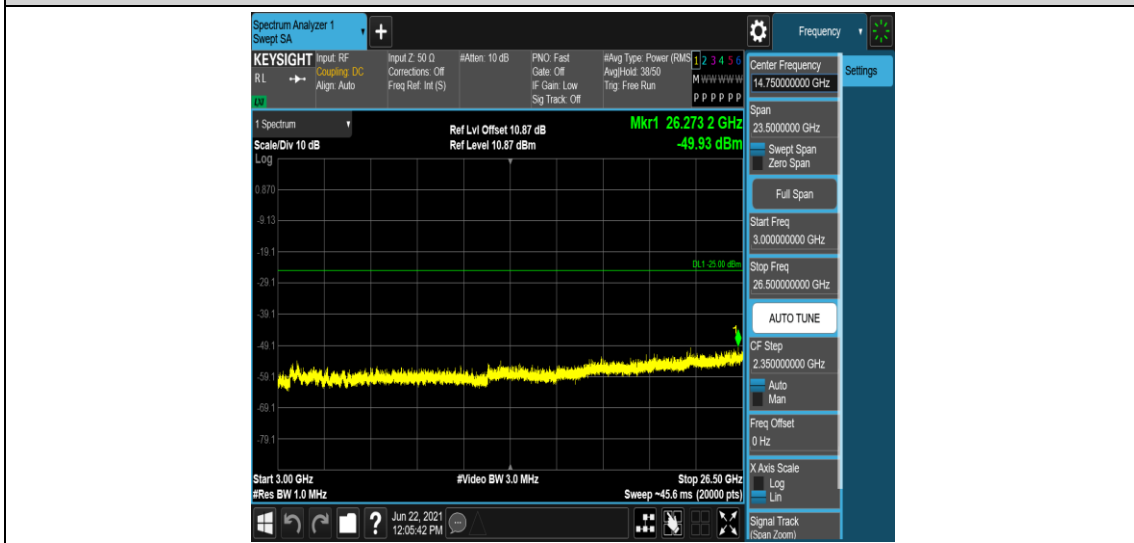 Spectrum Analyzer 1
Swept SA
Frequency
KEYSIGHT
RL
Input: RF
Coupling: DC
Align: Auto
Input Z: 50 Ω
Corrections: Off
Freq Ref: Int (S)
#Atten: 10 dB
PNO: Fast
Gate: Off
IF Gain: Low
Sig Track: Off
#Avg Type: Power (RMS
Avg|Hold: 38/50
Trig: Free Run
1 2 3 4 5 6
M W W W W W
P P P P P P
1 Spectrum
Scale/Div 10 dB
Log
Ref Lvl Offset 10.87 dB
Ref Level 10.87 dBm
Mkr1 26.273 2 GHz
-49.93 dBm
0.870
-9.13
-19.1
DL1 -25.00 dBm
-29.1
-39.1
1
-49.1
-59.1
-69.1
-79.1
Start 3.00 GHz
#Res BW 1.0 MHz
#Video BW 3.0 MHz
Stop 26.50 GHz
Sweep ~45.6 ms (20000 pts)
Jun 22, 2021
12:05:42 PM
Center Frequency
14.750000000 GHz
Settings
Span
23.5000000 GHz
Swept Span
Zero Span
Full Span
Start Freq
3.000000000 GHz
Stop Freq
26.500000000 GHz
AUTO TUNE
CF Step
2.350000000 GHz
Auto
Man
Freq Offset
0 Hz
X Axis Scale
Log
Lin
Signal Track
(Span Zoom)